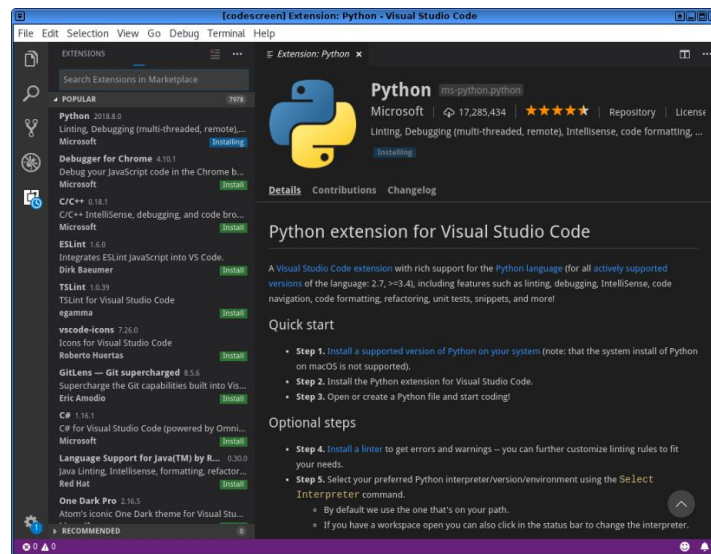 [codescreen] Extension: Python - Visual Studio Code
File Edit Selection View Go Debug Terminal Help
EXTENSIONS
Search Extensions in Marketplace
POPULAR 7978
Python 2018.8.0
Linting, Debugging (multi-threaded, remote),...
Microsoft Installing
Debugger for Chrome 4.10.1
Debug your JavaScript code in the Chrome b...
Microsoft Install
C/C++ 0.18.1
C/C++ IntelliSense, debugging, and code bro...
Microsoft Install
ESLint 1.6.0
Integrates ESLint JavaScript into VS Code.
Dirk Baeumer Install
TSLint 1.0.39
TSLint for Visual Studio Code
egamma Install
vscode-icons 7.26.0
Icons for Visual Studio Code
Roberto Huertas Install
GitLens — Git supercharged 8.5.6
Supercharge the Git capabilities built into Vis...
Eric Amodio Install
C# 1.16.1
C# for Visual Studio Code (powered by Omni...
Microsoft Install
Language Support for Java(TM) by R... 0.30.0
Java Linting, Intellisense, formatting, refactor...
Red Hat Install
One Dark Pro 2.16.5
Atom's iconic One Dark theme for Visual Stu...
RECOMMENDED 0
1
0 0
Extension: Python
Python ms-python.python
Microsoft 17,285,434 Repository License
Linting, Debugging (multi-threaded, remote), Intellisense, code formatting, ...
Installing
Details Contributions Changelog
Python extension for Visual Studio Code
A Visual Studio Code extension with rich support for the Python language (for all actively supported
versions of the language: 2.7, >=3.4), including features such as linting, debugging, IntelliSense, code
navigation, code formatting, refactoring, unit tests, snippets, and more!
Quick start
• Step 1. Install a supported version of Python on your system (note: that the system install of Python
on macOS is not supported).
• Step 2. Install the Python extension for Visual Studio Code.
• Step 3. Open or create a Python file and start coding!
Optional steps
• Step 4. Install a linter to get errors and warnings -- you can further customize linting rules to fit
your needs.
• Step 5. Select your preferred Python interpreter/version/environment using the Select
Interpreter command.
By default we use the one that's on your path.
If you have a workspace open you can also click in the status bar to change the interpreter.